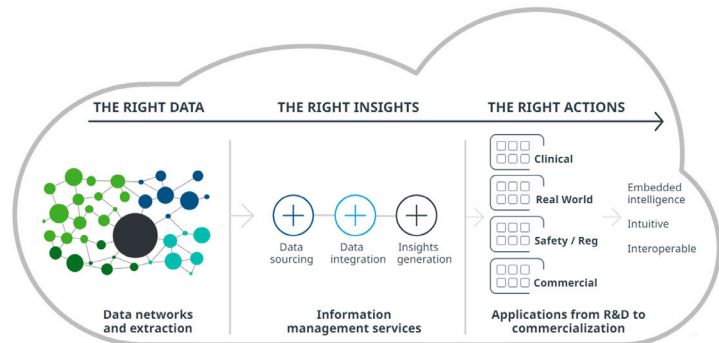 THE RIGHT DATA
THE RIGHT INSIGHTS
THE RIGHT ACTIONS
Data
sourcing
Data
integration
Insights
generation
Clinical
Real World
Safety / Reg
Commercial
Embedded
intelligence
Intuitive
Interoperable
Data networks
and extraction
Information
management services
Applications from R&D to
commercialization